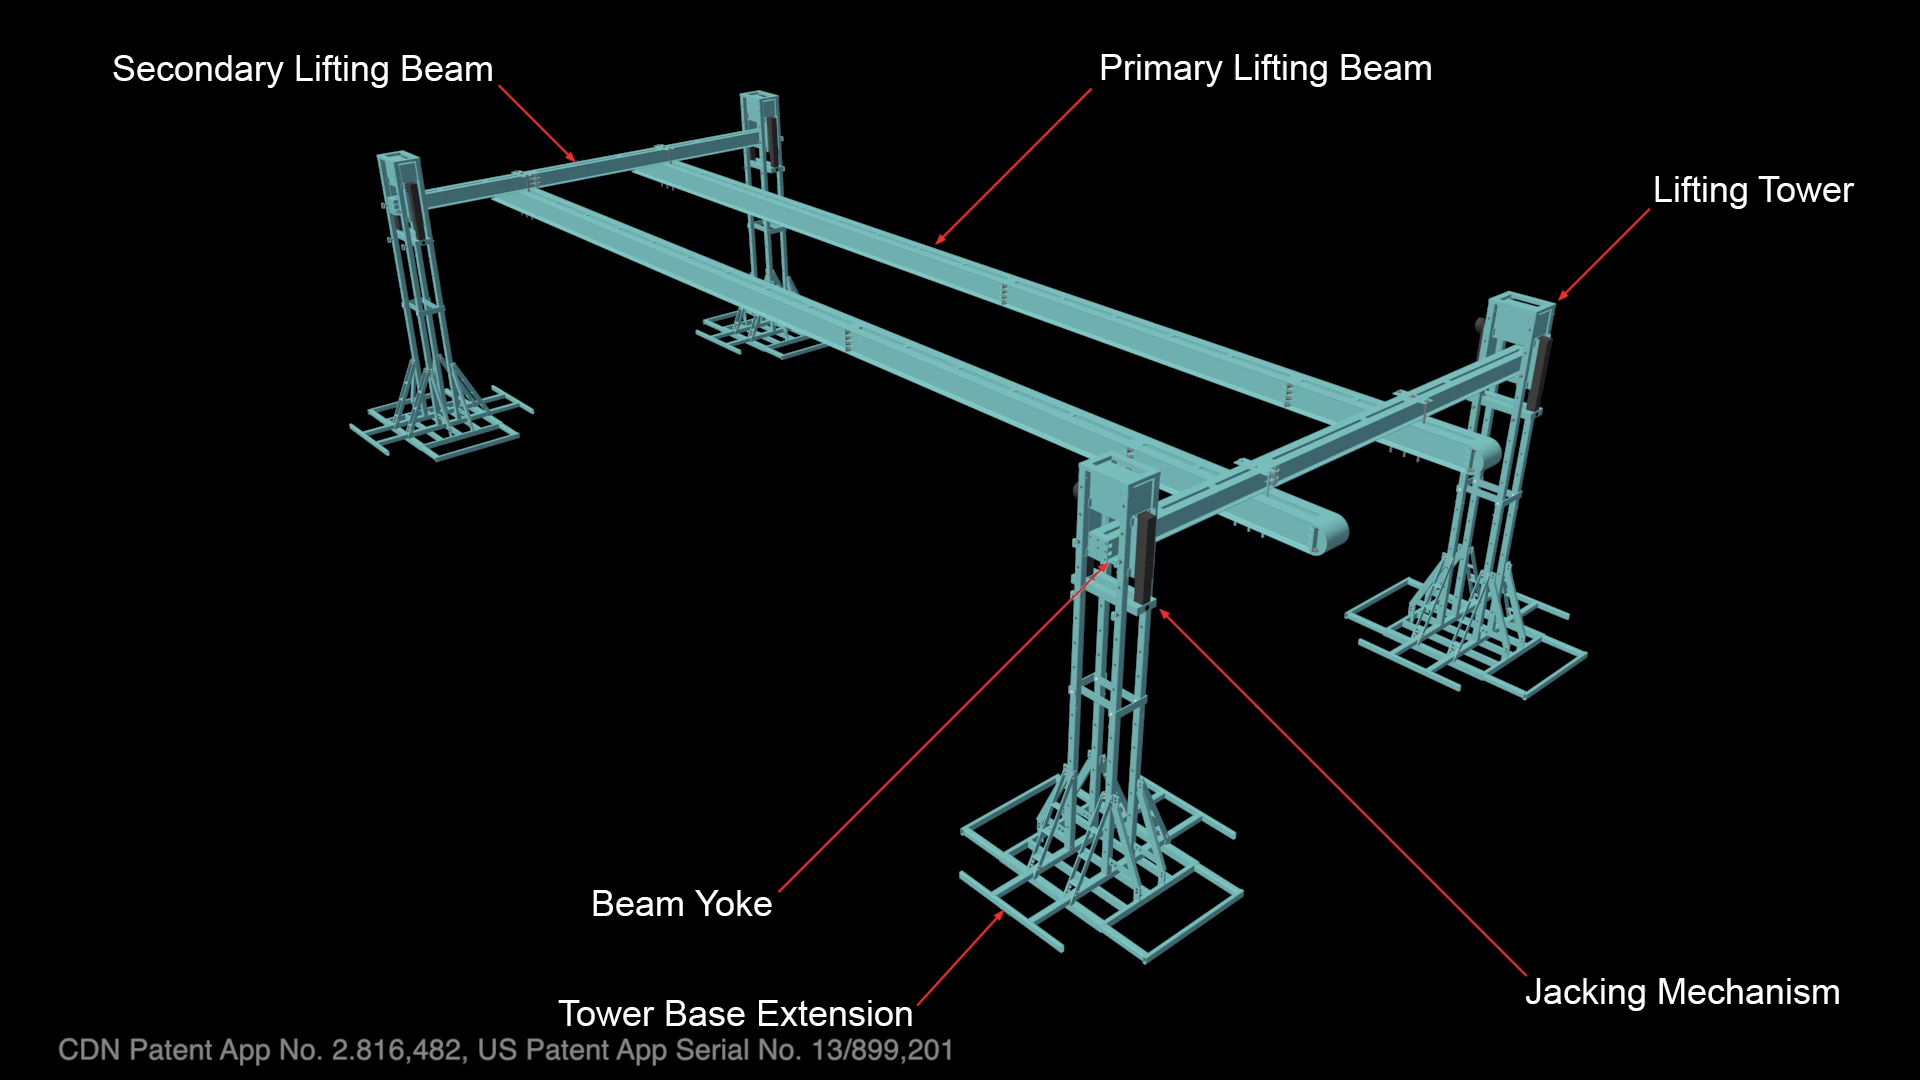 Secondary Lifting Beam
Primary Lifting Beam
Lifting Tower
Beam Yoke
Jacking Mechanism
Tower Base Extension
CDN Patent App No. 2.816,482, US Patent App Serial No. 13/899,201